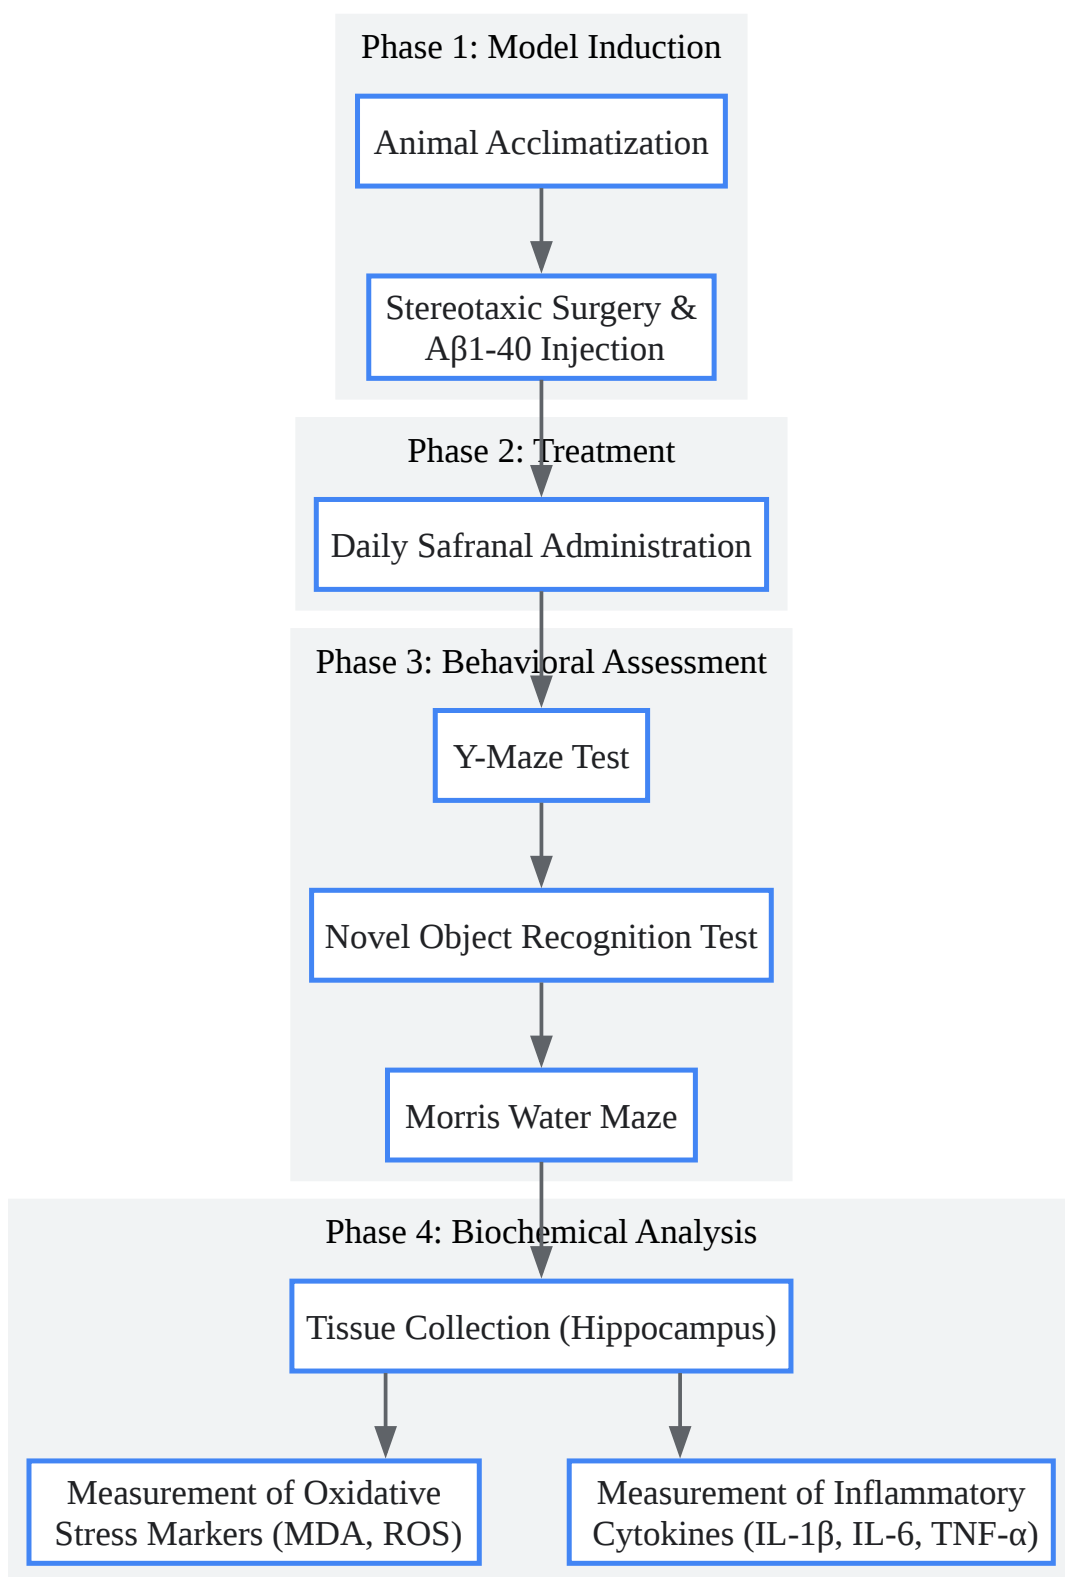 Phase 1: Model Induction
Animal Acclimatization
Stereotaxic Surgery &
Aβ1-40 Injection
Phase 2: Treatment
Daily Safranal Administration
Phase 3: Behavioral Assessment
Y-Maze Test
Novel Object Recognition Test
Morris Water Maze
Phase 4: Biochemical Analysis
Tissue Collection (Hippocampus)
Measurement of Oxidative
Stress Markers (MDA, ROS)
Measurement of Inflammatory
Cytokines (IL-1β, IL-6, TNF-α)